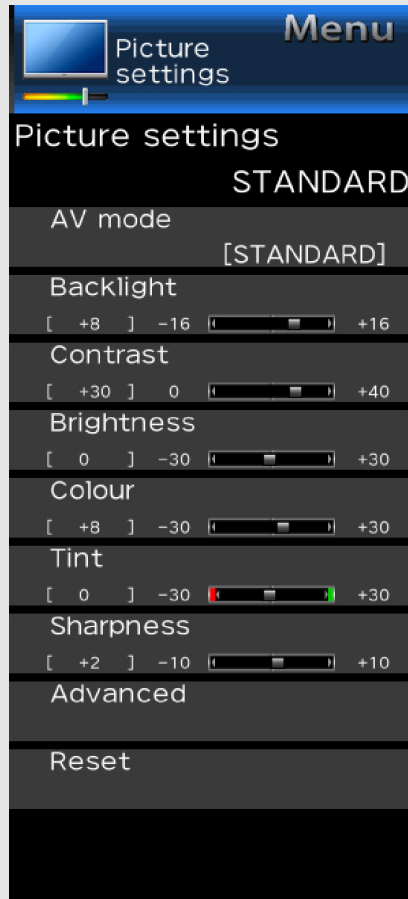 Menu
Picture
settings
Picture settings
STANDARD
AV mode
[STANDARD]
Backlight
[ +8 ] -16 +16
Contrast
[ +30 ] 0 +40
Brightness
[ 0 ] -30 +30
Colour
[ +8 ] -30 +30
Tint
[ 0 ] -30 +30
Sharpness
[ +2 ] -10 +10
Advanced
Reset